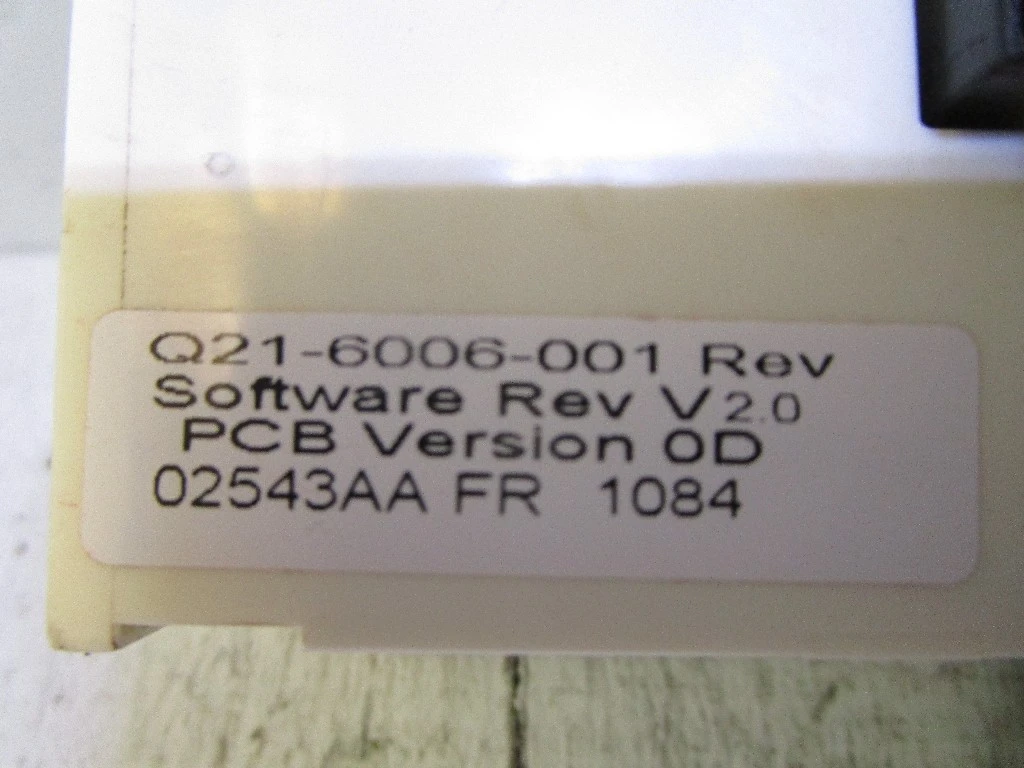 Q21-6006-001 Rev
Software Rev V2.0
PCB Version 0D
02543AA FR 1084